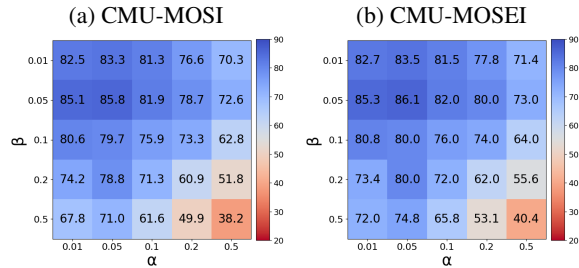 (a) CMU-MOSI
0.01 82.5 83.3 81.3 76.6 70.3
0.05 85.1 85.8 81.9 78.7 72.6
0.1 80.6 79.7 75.9 73.3 62.8
0.2 74.2 78.8 71.3 60.9 51.8
0.5 67.8 71.0 61.6 49.9 38.2
0.01 0.05 0.1 0.2 0.5
β
α
90
80
70
60
50
40
30
20
(b) CMU-MOSEI
0.01 82.7 83.5 81.5 77.8 71.4
0.05 85.3 86.1 82.0 80.0 73.0
0.1 80.8 80.0 76.0 74.0 64.0
0.2 73.4 80.0 72.0 62.0 55.6
0.5 72.0 74.8 65.8 53.1 40.4
0.01 0.05 0.1 0.2 0.5
β
α
90
80
70
60
50
40
30
20